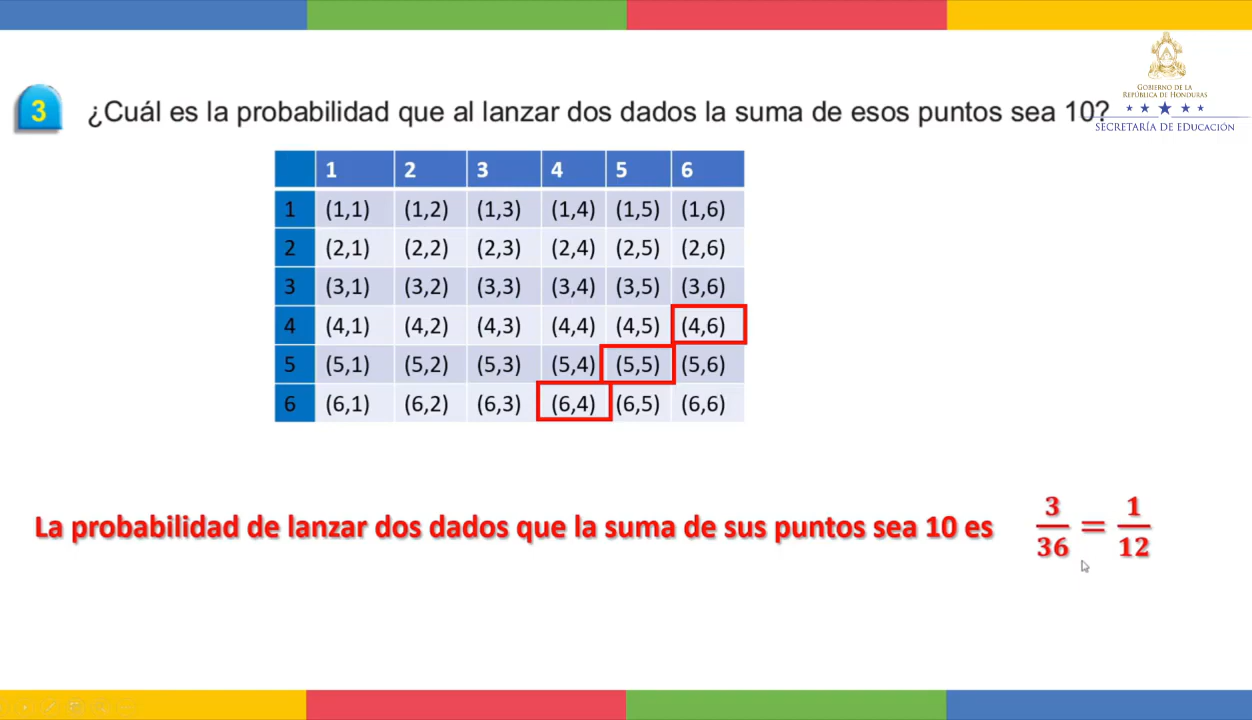 GOBIERNO DE LA
REPÚBLICA DE HONDURAS
SECRETARÍA DE EDUCACIÓN
3 ¿Cuál es la probabilidad que al lanzar dos dados la suma de esos puntos sea 10?
1 2 3 4 5 6
1 (1,1) (1,2) (1,3) (1,4) (1,5) (1,6)
2 (2,1) (2,2) (2,3) (2,4) (2,5) (2,6)
3 (3,1) (3,2) (3,3) (3,4) (3,5) (3,6)
4 (4,1) (4,2) (4,3) (4,4) (4,5) (4,6)
5 (5,1) (5,2) (5,3) (5,4) (5,5) (5,6)
6 (6,1) (6,2) (6,3) (6,4) (6,5) (6,6)
La probabilidad de lanzar dos dados que la suma de sus puntos sea 10 es 3/36 = 1/12